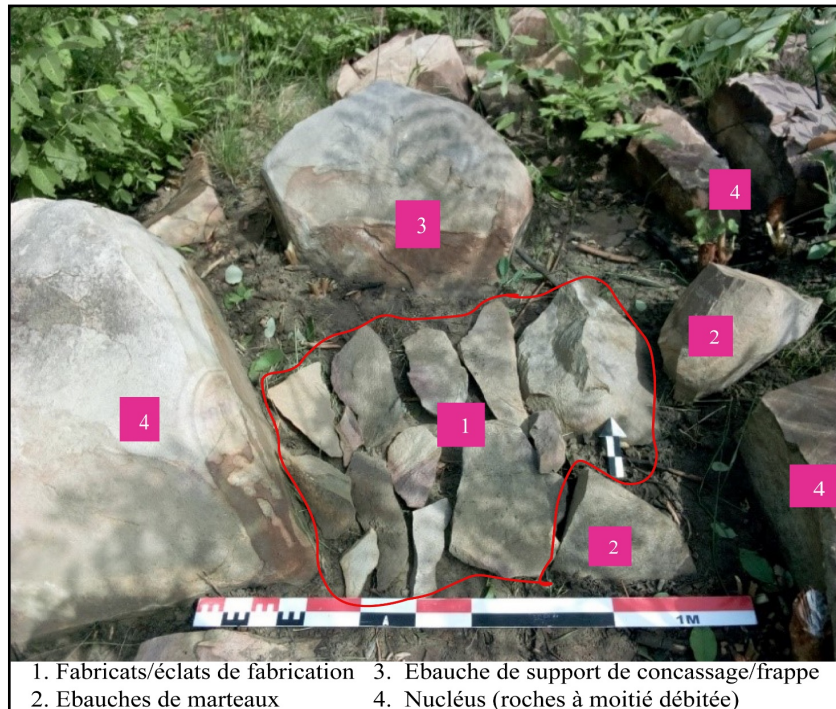 4
3
2
4
1
4
2
1M
1. Fabricats/éclats de fabrication 3. Ebauche de support de concassage/frappe
2. Ebauches de marteaux 4. Nucléus (roches à moitié débitée)